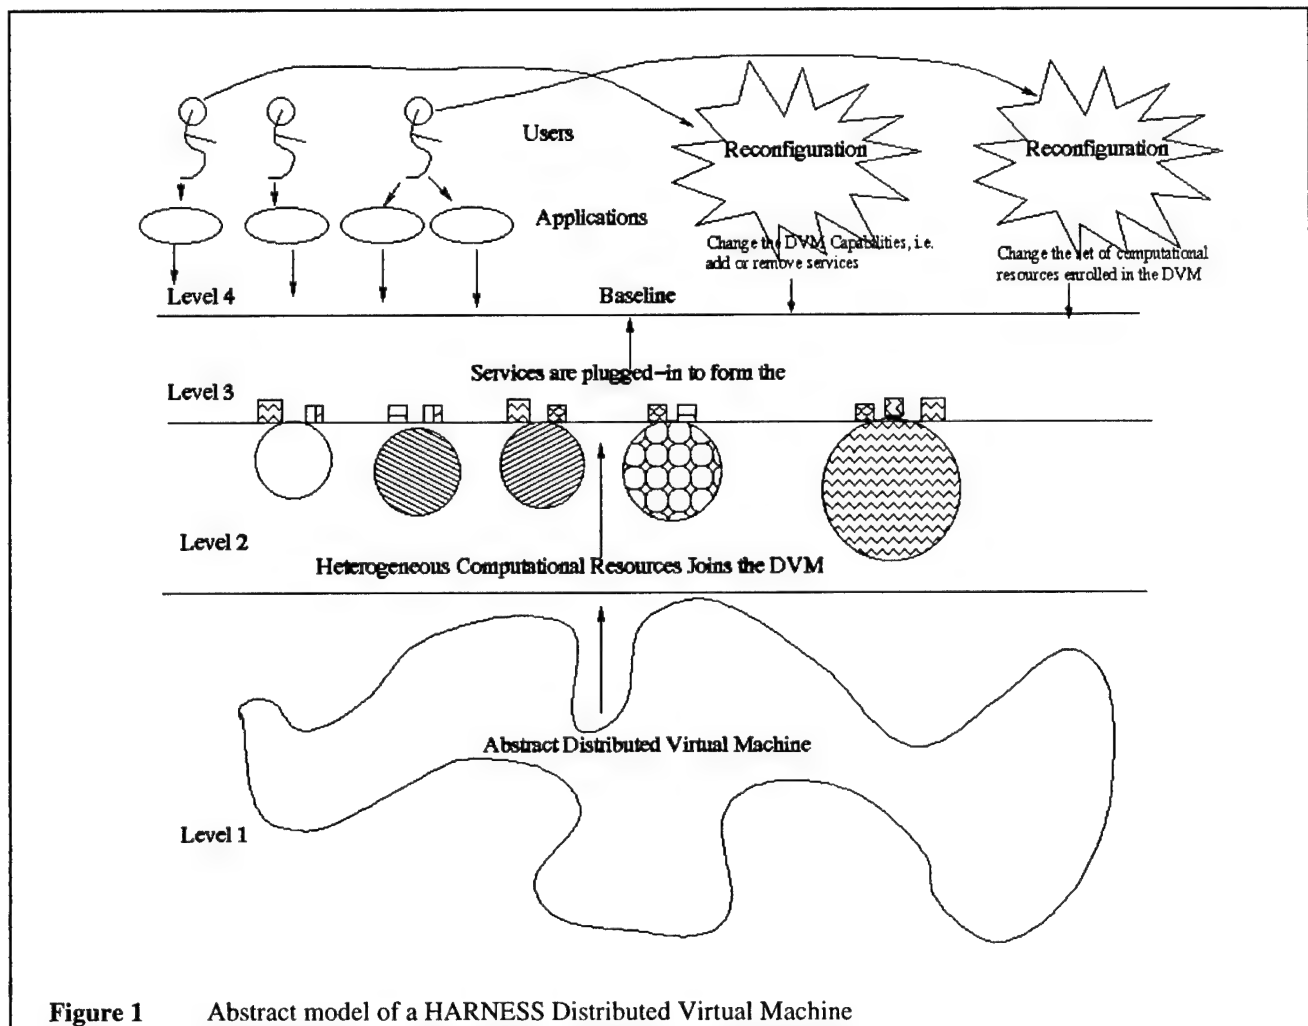 Users
Reconfiguration
Reconfiguration
Applications
Change the DVM Capabilities, i.e.
add or remove services
Change the set of computational
resources enrolled in the DVM
Level 4
Baseline
Services are plugged-in to form the
Level 3
Level 2
Heterogeneous Computational Resources Joins the DVM
Abstract Distributed Virtual Machine
Level 1
Figure 1 Abstract model of a HARNESS Distributed Virtual Machine